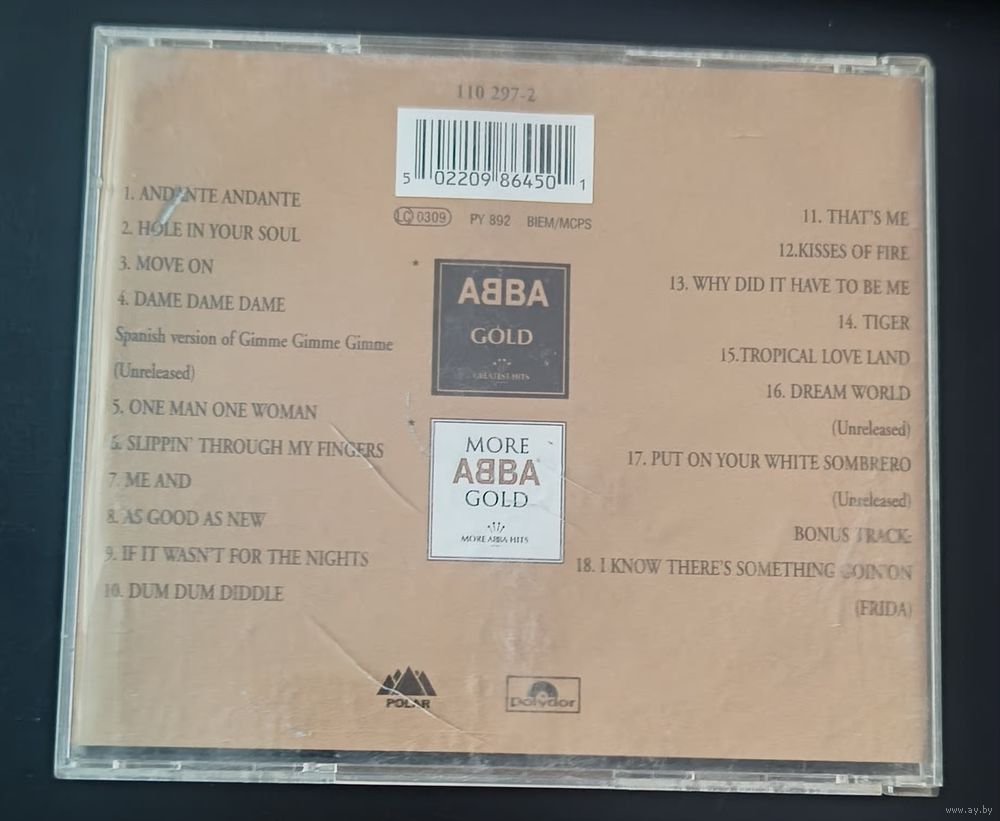 110 297-2
5 02209 86450 1
LC 0309 PY 892 BIEM/MCPS
1. ANDANTE ANDANTE
2. HOLE IN YOUR SOUL
3. MOVE ON
4. DAME DAME DAME
Spanish version of Gimme Gimme Gimme
(Unreleased)
5. ONE MAN ONE WOMAN
6. SLIPPIN' THROUGH MY FINGERS
7. ME AND
8. AS GOOD AS NEW
9. IF IT WASN'T FOR THE NIGHTS
10. DUM DUM DIDDLE
*
ABBA
GOLD
GREATEST HITS
*
MORE
ABBA
GOLD
MORE ABBA HITS
11. THAT'S ME
12.KISSES OF FIRE
13. WHY DID IT HAVE TO BE ME
14. TIGER
15.TROPICAL LOVE LAND
16. DREAM WORLD
(Unreleased)
17. PUT ON YOUR WHITE SOMBRERO
(Unreleased)
BONUS TRACK:
18. I KNOW THERE'S SOMETHING GOIN'ON
(FRIDA)
POLAR
polydor
www.ay.by